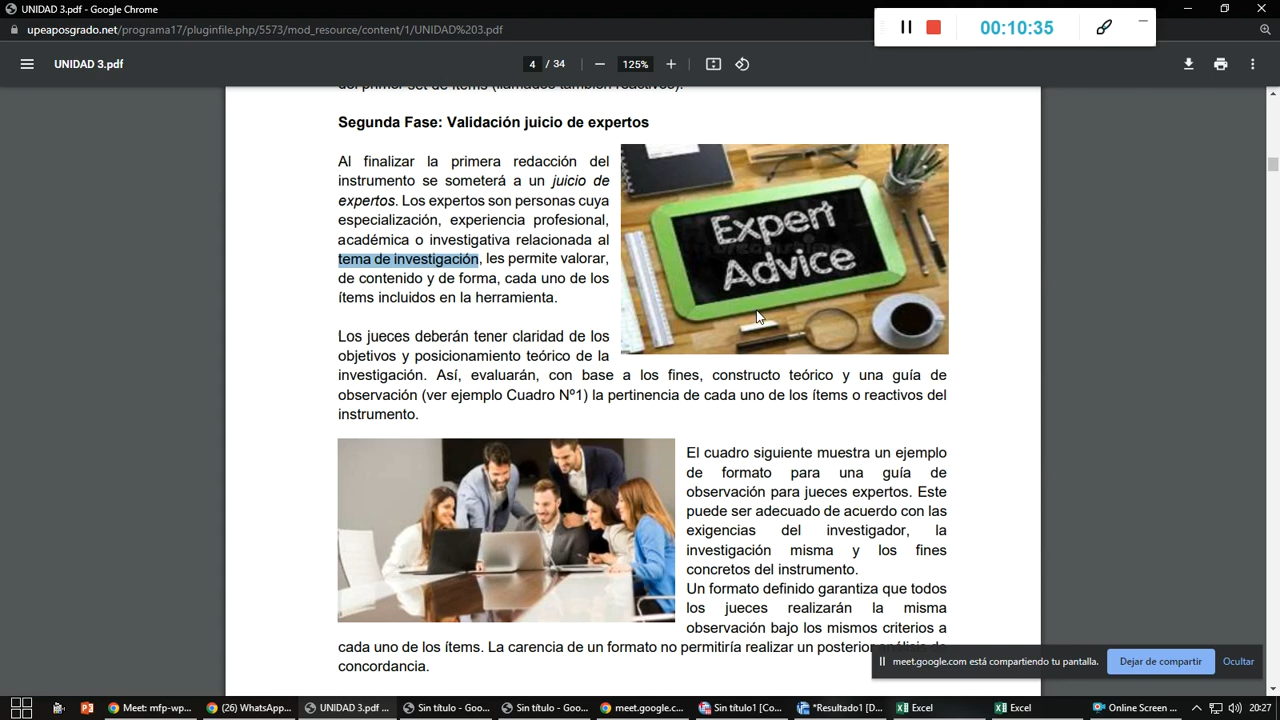 UNIDAD 3.pdf - Google Chrome
upeaposgrado.net/programa17/pluginfile.php/5573/mod_resource/content/1/UNIDAD%203.pdf
00:10:35
UNIDAD 3.pdf
4 / 34
125%
del primer set de ítems (llamados también reactivos).
Segunda Fase: Validación juicio de expertos
Al finalizar la primera redacción del
instrumento se someterá a un juicio de
expertos. Los expertos son personas cuya
especialización, experiencia profesional,
académica o investigativa relacionada al
tema de investigación, les permite valorar,
de contenido y de forma, cada uno de los
ítems incluidos en la herramienta.
Expert
Advice
Los jueces deberán tener claridad de los
objetivos y posicionamiento teórico de la
investigación. Así, evaluarán, con base a los fines, constructo teórico y una guía de
observación (ver ejemplo Cuadro Nº1) la pertinencia de cada uno de los ítems o reactivos del
instrumento.
El cuadro siguiente muestra un ejemplo
de formato para una guía de
observación para jueces expertos. Este
puede ser adecuado de acuerdo con las
exigencias del investigador, la
investigación misma y los fines
concretos del instrumento.
Un formato definido garantiza que todos
los jueces realizarán la misma
observación bajo los mismos criterios a
cada uno de los ítems. La carencia de un formato no permitiría realizar un posterior análisis de
concordancia.
meet.google.com está compartiendo tu pantalla.
Dejar de compartir
Ocultar
Meet: mfp-wp...
(26) WhatsApp...
UNIDAD 3.pdf ...
Sin título - Goo...
Sin título - Goo...
meet.google.co...
Sin título1 [Co...
*Resultado1 [D...
Excel
Excel
Online Screen ...
20:27